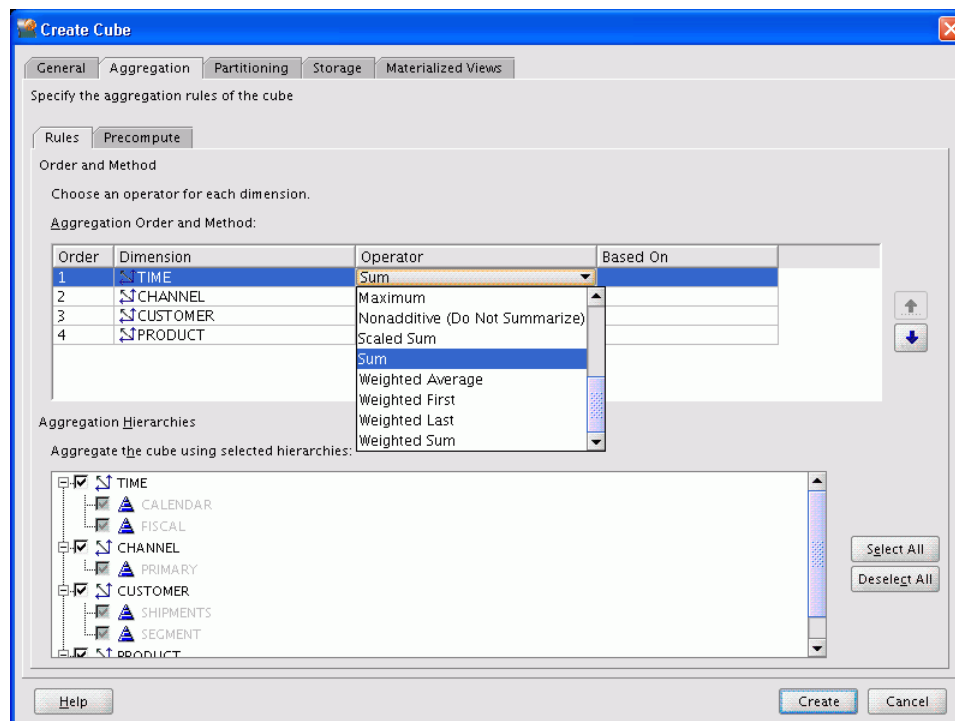 Create Cube
General Aggregation Partitioning Storage Materialized Views
Specify the aggregation rules of the cube
Rules Precompute
Order and Method
Choose an operator for each dimension.
Aggregation Order and Method:
Order Dimension Operator Based On
1 TIME Sum
2 CHANNEL
3 CUSTOMER
4 PRODUCT
Maximum
Nonadditive (Do Not Summarize)
Scaled Sum
Sum
Weighted Average
Weighted First
Weighted Last
Weighted Sum
Aggregation Hierarchies
Aggregate the cube using selected hierarchies:
TIME
CALENDAR
FISCAL
CHANNEL
PRIMARY
CUSTOMER
SHIPMENTS
SEGMENT
PRODUCT
Select All
Deselect All
Help Create Cancel